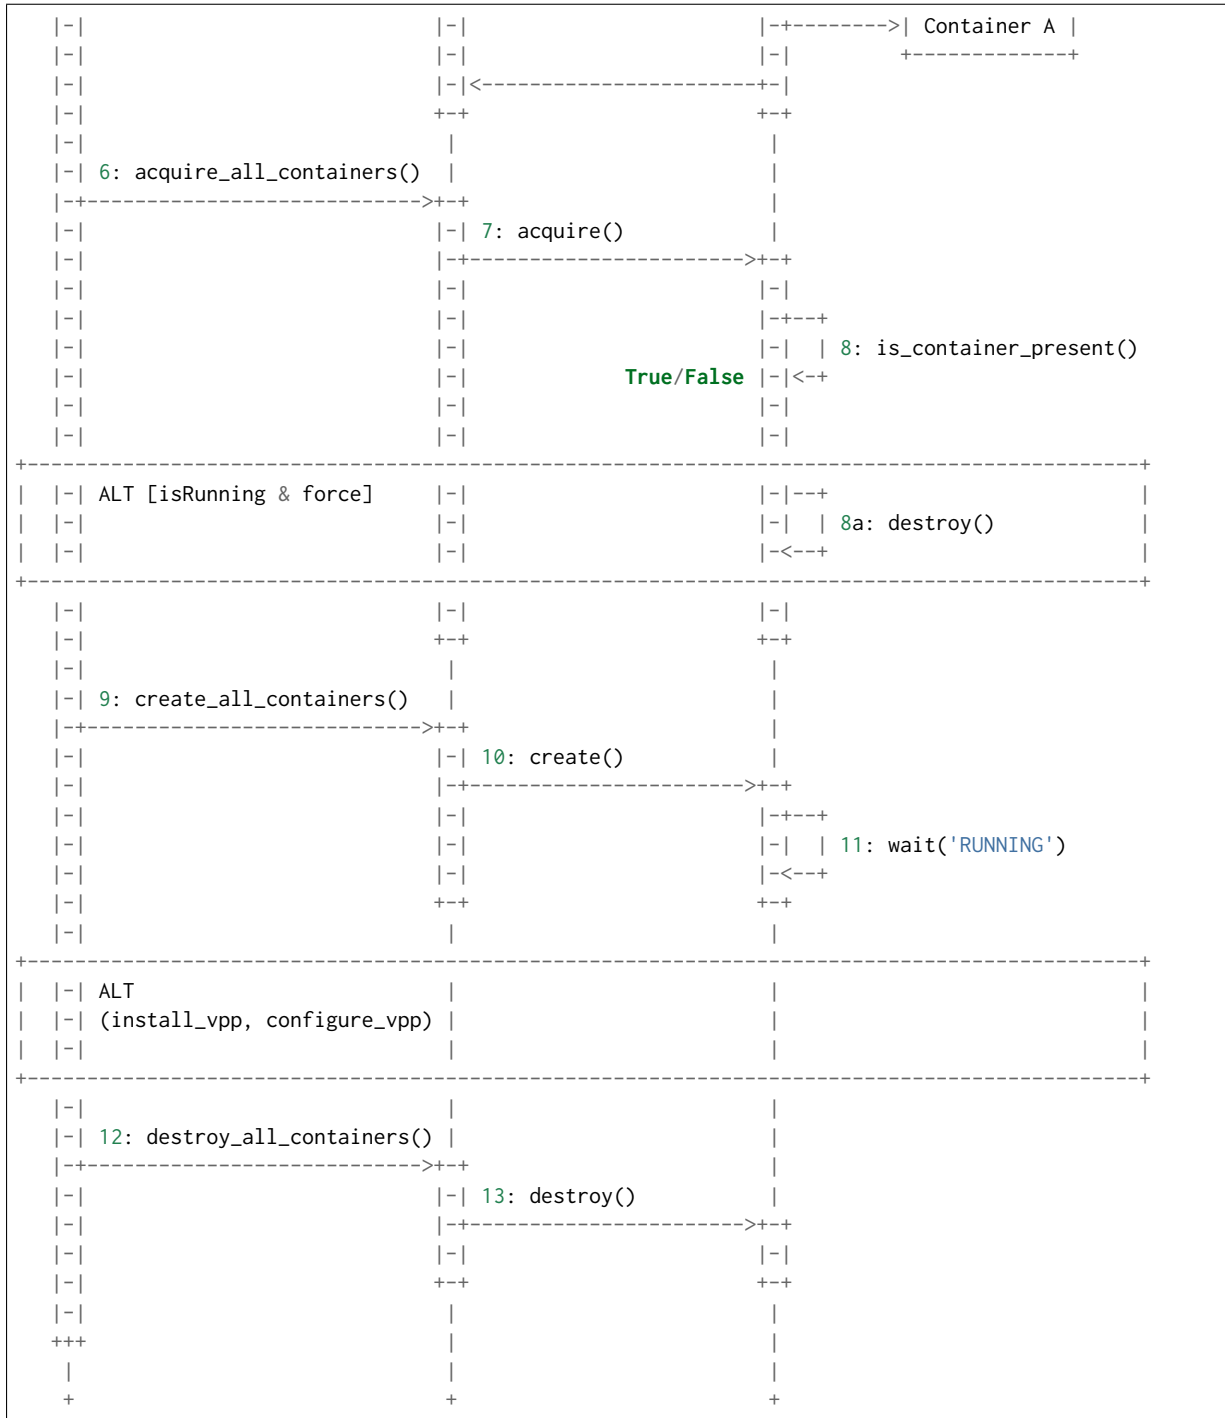 |-| |-| |-+-------->| Container A |
|-| |-| |-| +-------------+
|-| |-|<-----------------------+-|
|-| +-+ +-+
|-| | |
|-| 6: acquire_all_containers() | |
|-+---------------------------->+-+ |
|-| |-| 7: acquire() |
|-| |-+----------------------->+-+
|-| |-| |-|
|-| |-| |-+--+
|-| |-| |-| | 8: is_container_present()
|-| |-| True/False |-|<-+
|-| |-| |-|
|-| |-| |-|
+---------------------------------------------------------------------------------------------+
| |-| ALT [isRunning & force] |-| |-|--+ |
| |-| |-| |-| | 8a: destroy() |
| |-| |-| |-<--+ |
+---------------------------------------------------------------------------------------------+
|-| |-| |-|
|-| +-+ +-+
|-| | |
|-| 9: create_all_containers() | |
|-+---------------------------->+-+ |
|-| |-| 10: create() |
|-| |-+----------------------->+-+
|-| |-| |-+--+
|-| |-| |-| | 11: wait('RUNNING')
|-| |-| |-<--+
|-| +-+ +-+
|-| | |
+---------------------------------------------------------------------------------------------+
| |-| ALT | | |
| |-| (install_vpp, configure_vpp) | | |
| |-| | | |
+---------------------------------------------------------------------------------------------+
|-| | |
|-| 12: destroy_all_containers() | |
|-+---------------------------->+-+ |
|-| |-| 13: destroy() |
|-| |-+----------------------->+-+
|-| |-| |-|
|-| +-+ +-+
|-| | |
+++ | |
| | |
+ + +